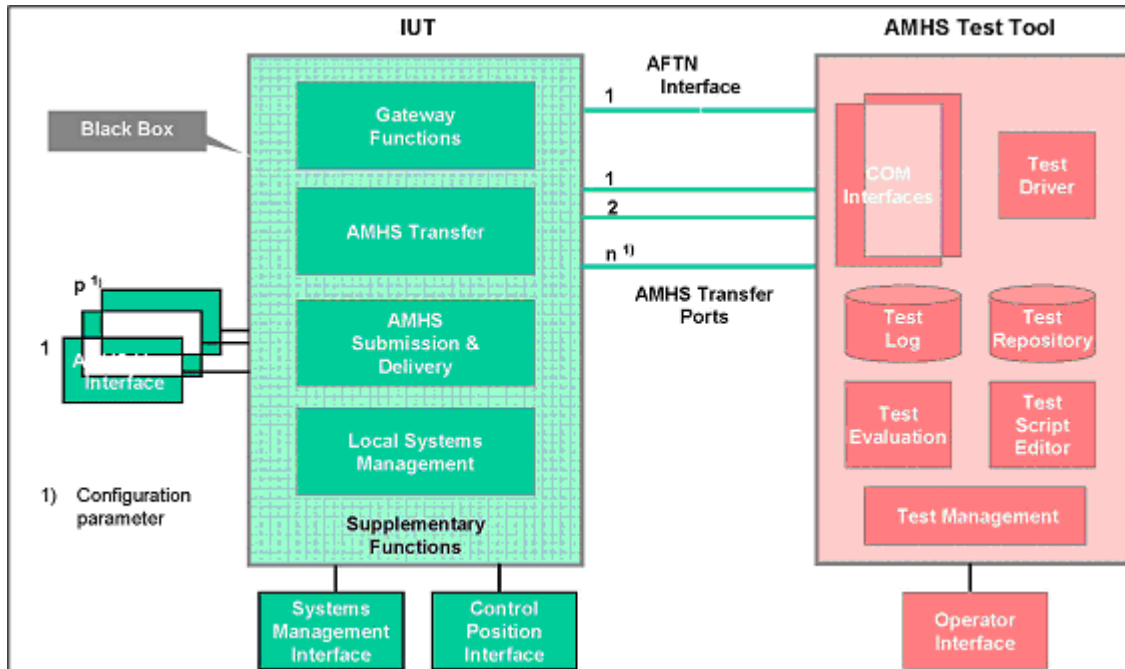 IUT
AMHS Test Tool
Black Box
Gateway
Functions
AMHS Transfer
AMHS
Submission &
Delivery
Local Systems
Management
Supplementary
Functions
AFTN
Interface
1
1
2
n 1)
AMHS Transfer
Ports
p 1)
1
Interface
1) Configuration
parameter
Systems
Management
Interface
Control
Position
Interface
COM
Interfaces
Test
Driver
Test
Log
Test
Repository
Test
Evaluation
Test
Script
Editor
Test Management
Operator
Interface